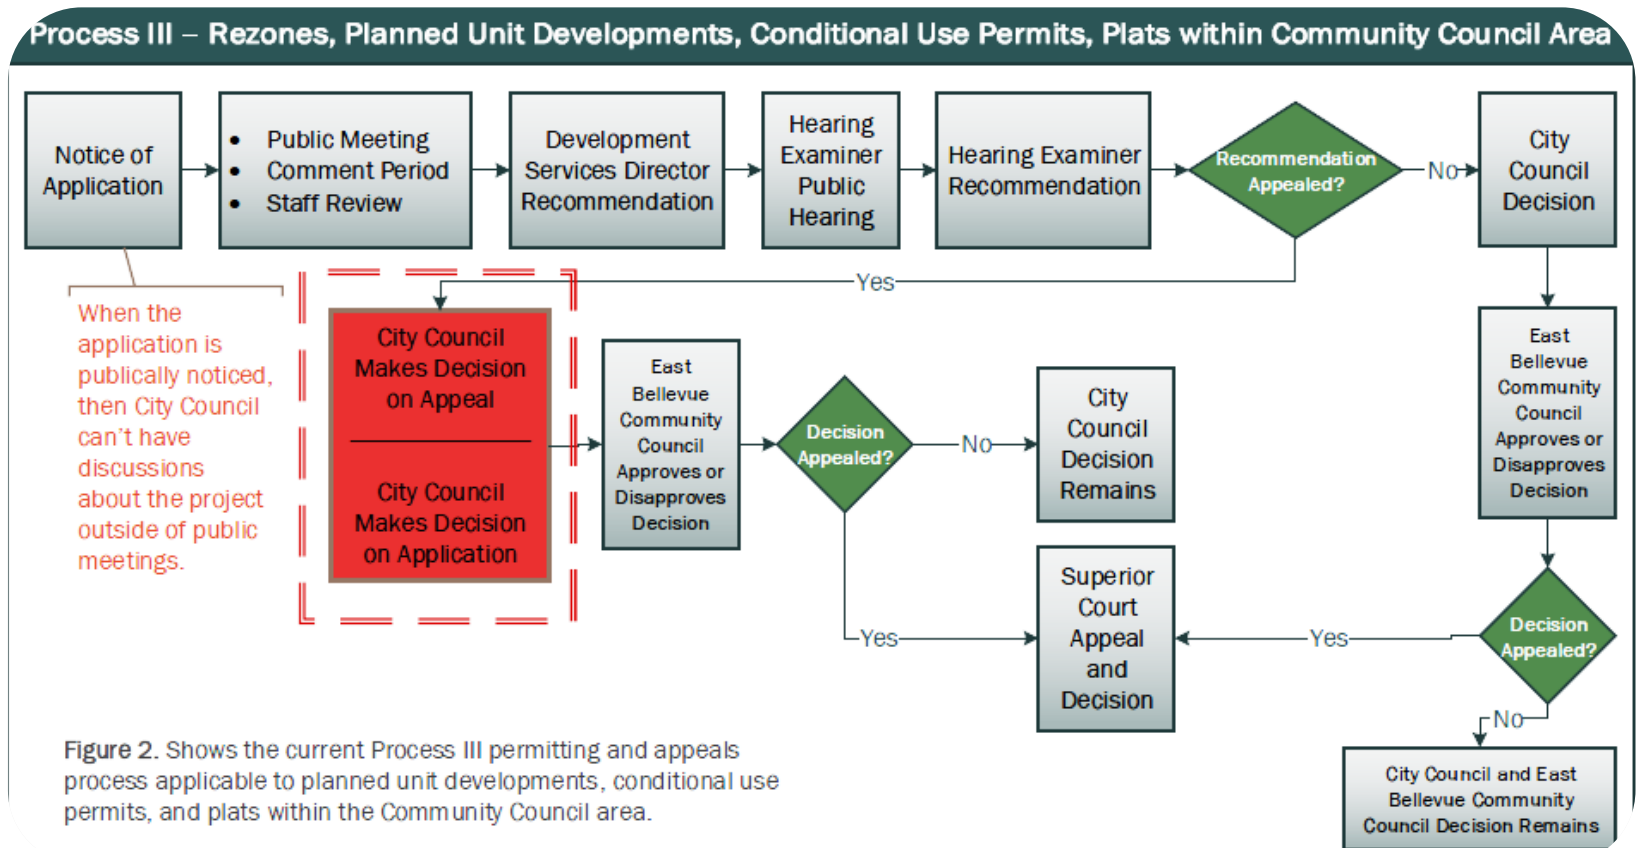 Process III – Rezones, Planned Unit Developments, Conditional Use Permits, Plats within Community Council Area
Notice of
Application
• Public Meeting
• Comment Period
• Staff Review
Development
Services Director
Recommendation
Hearing
Examiner
Public
Hearing
Hearing Examiner
Recommendation
Recommendation
Appealed?
No
City
Council
Decision
Yes
When the
application is
publically noticed,
then City Council
can't have
discussions
about the project
outside of public
meetings.
City Council
Makes Decision
on Appeal
City Council
Makes Decision
on Application
East
Bellevue
Community
Council
Approves or
Disapproves
Decision
Decision
Appealed?
No
City
Council
Decision
Remains
Yes
Superior
Court
Appeal
and
Decision
East
Bellevue
Community
Council
Approves or
Disapproves
Decision
Decision
Appealed?
Yes
No
City Council and East
Bellevue Community
Council Decision Remains
Figure 2. Shows the current Process III permitting and appeals
process applicable to planned unit developments, conditional use
permits, and plats within the Community Council area.